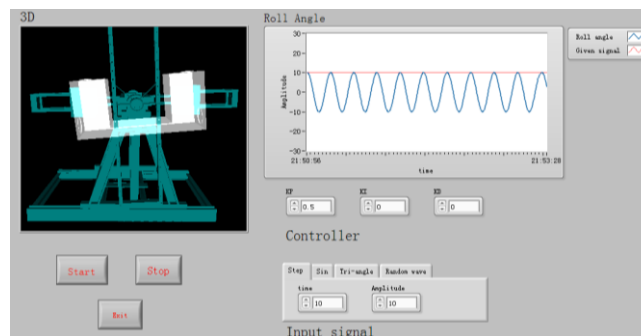 3D
Roll Angle
Roll angle
Given signal
Amplitude
30
20
10
0
-10
-20
-30
21:50:56
21:53:28
time
KP
KI
KD
0.5
0
0
Controller
Start
Stop
Exit
Step
Sin
Tri-angle
Random wave
time
Amplitude
10
10
Input signal